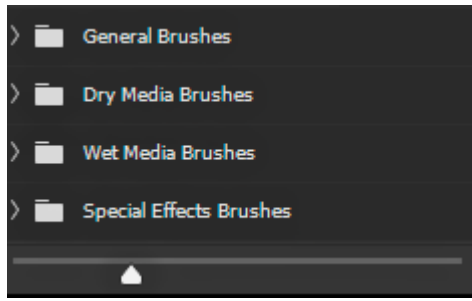 General Brushes
Dry Media Brushes
Wet Media Brushes
Special Effects Brushes